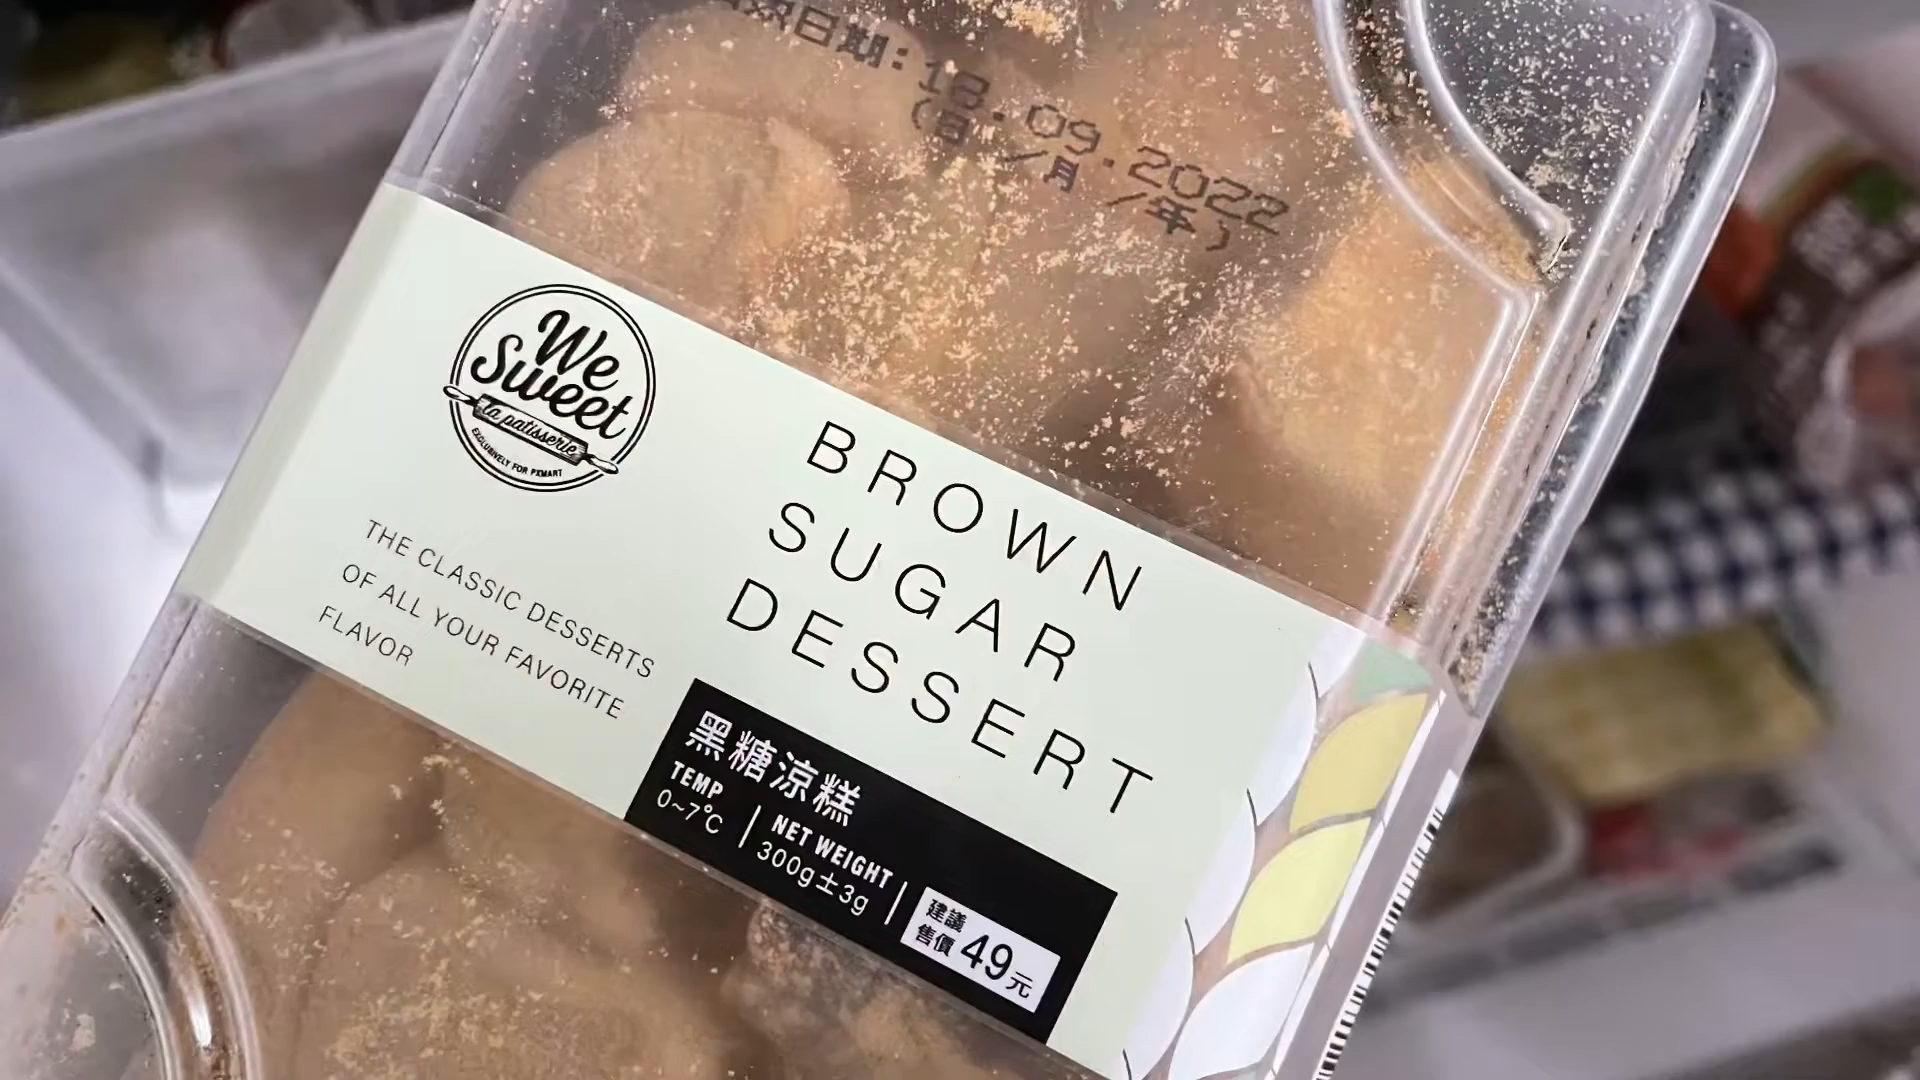 日期:18.09.2022
(日／月／年)
We
Sweet
la patisserie
EXCLUSIVELY FOR PXMART
BROWN
SUGAR
DESSERT
THE CLASSIC DESSERTS
OF ALL YOUR FAVORITE
FLAVOR
黑糖涼糕
TEMP
0~7℃
NET WEIGHT
300g±3g
建議
售價 49元